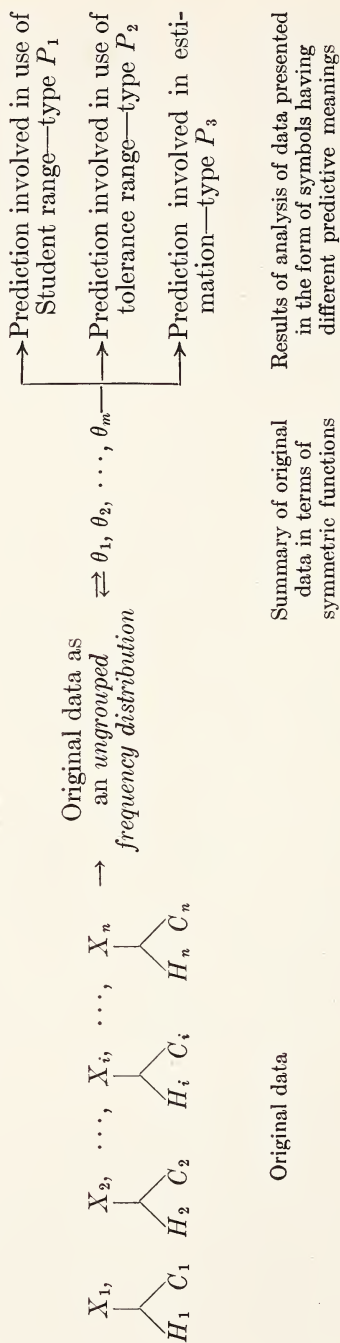 X₁, X₂, ···, Xᵢ, ···, Xₙ →
H₁ C₁ H₂ C₂ Hᵢ Cᵢ Hₙ Cₙ
Original data as
an ungrouped
frequency distribution
⇄ θ₁, θ₂, ···, θₘ
→Prediction involved in use of
Student range—type P₁
→Prediction involved in use of
tolerance range—type P₂
→Prediction involved in esti-
mation—type P₃
Original data
Summary of original
data in terms of
symmetric functions
Results of analysis of data presented
in the form of symbols having
different predictive meanings